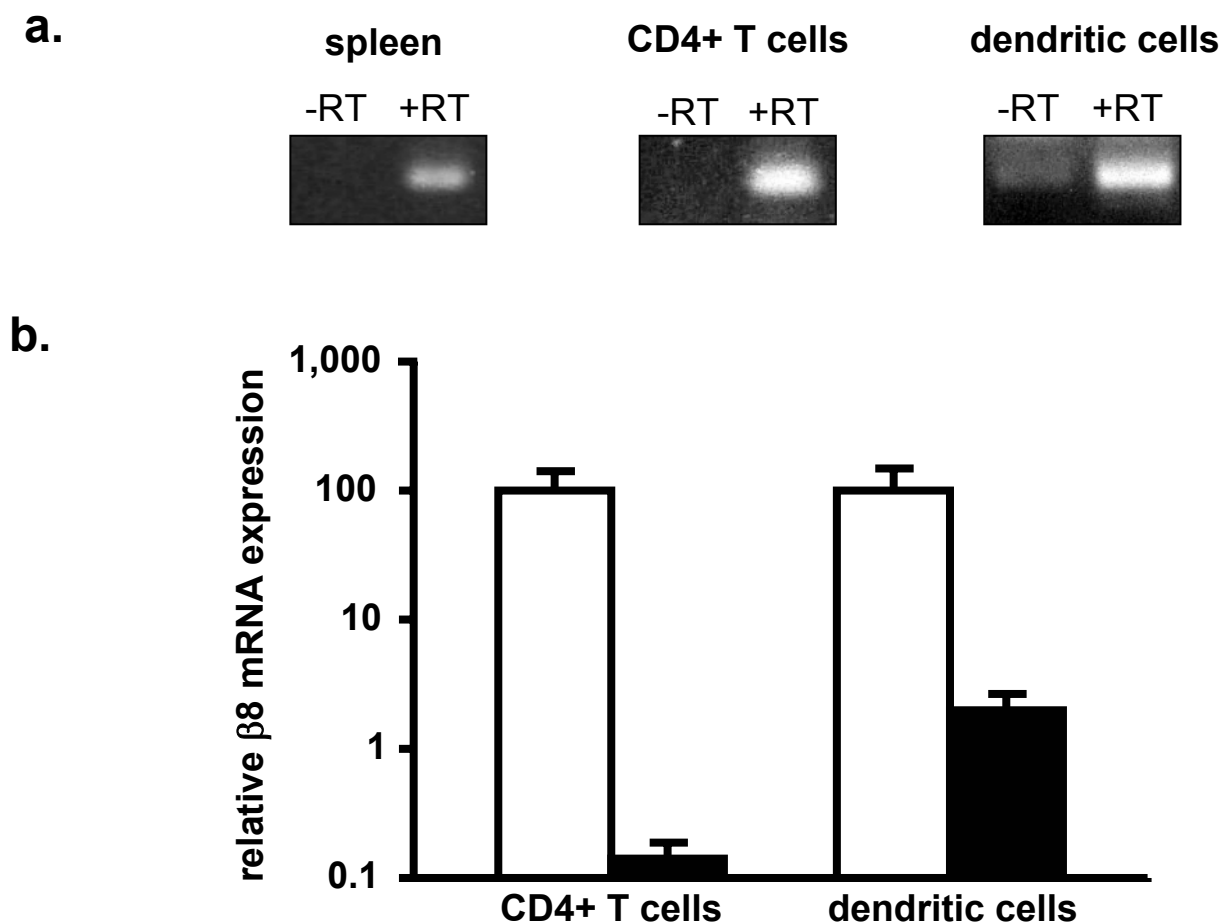 a.
spleen CD4+ T cells dendritic cells
-RT +RT -RT +RT -RT +RT
b.
relative β8 mRNA expression
1,000
100
10
1
0.1
CD4+ T cells dendritic cells